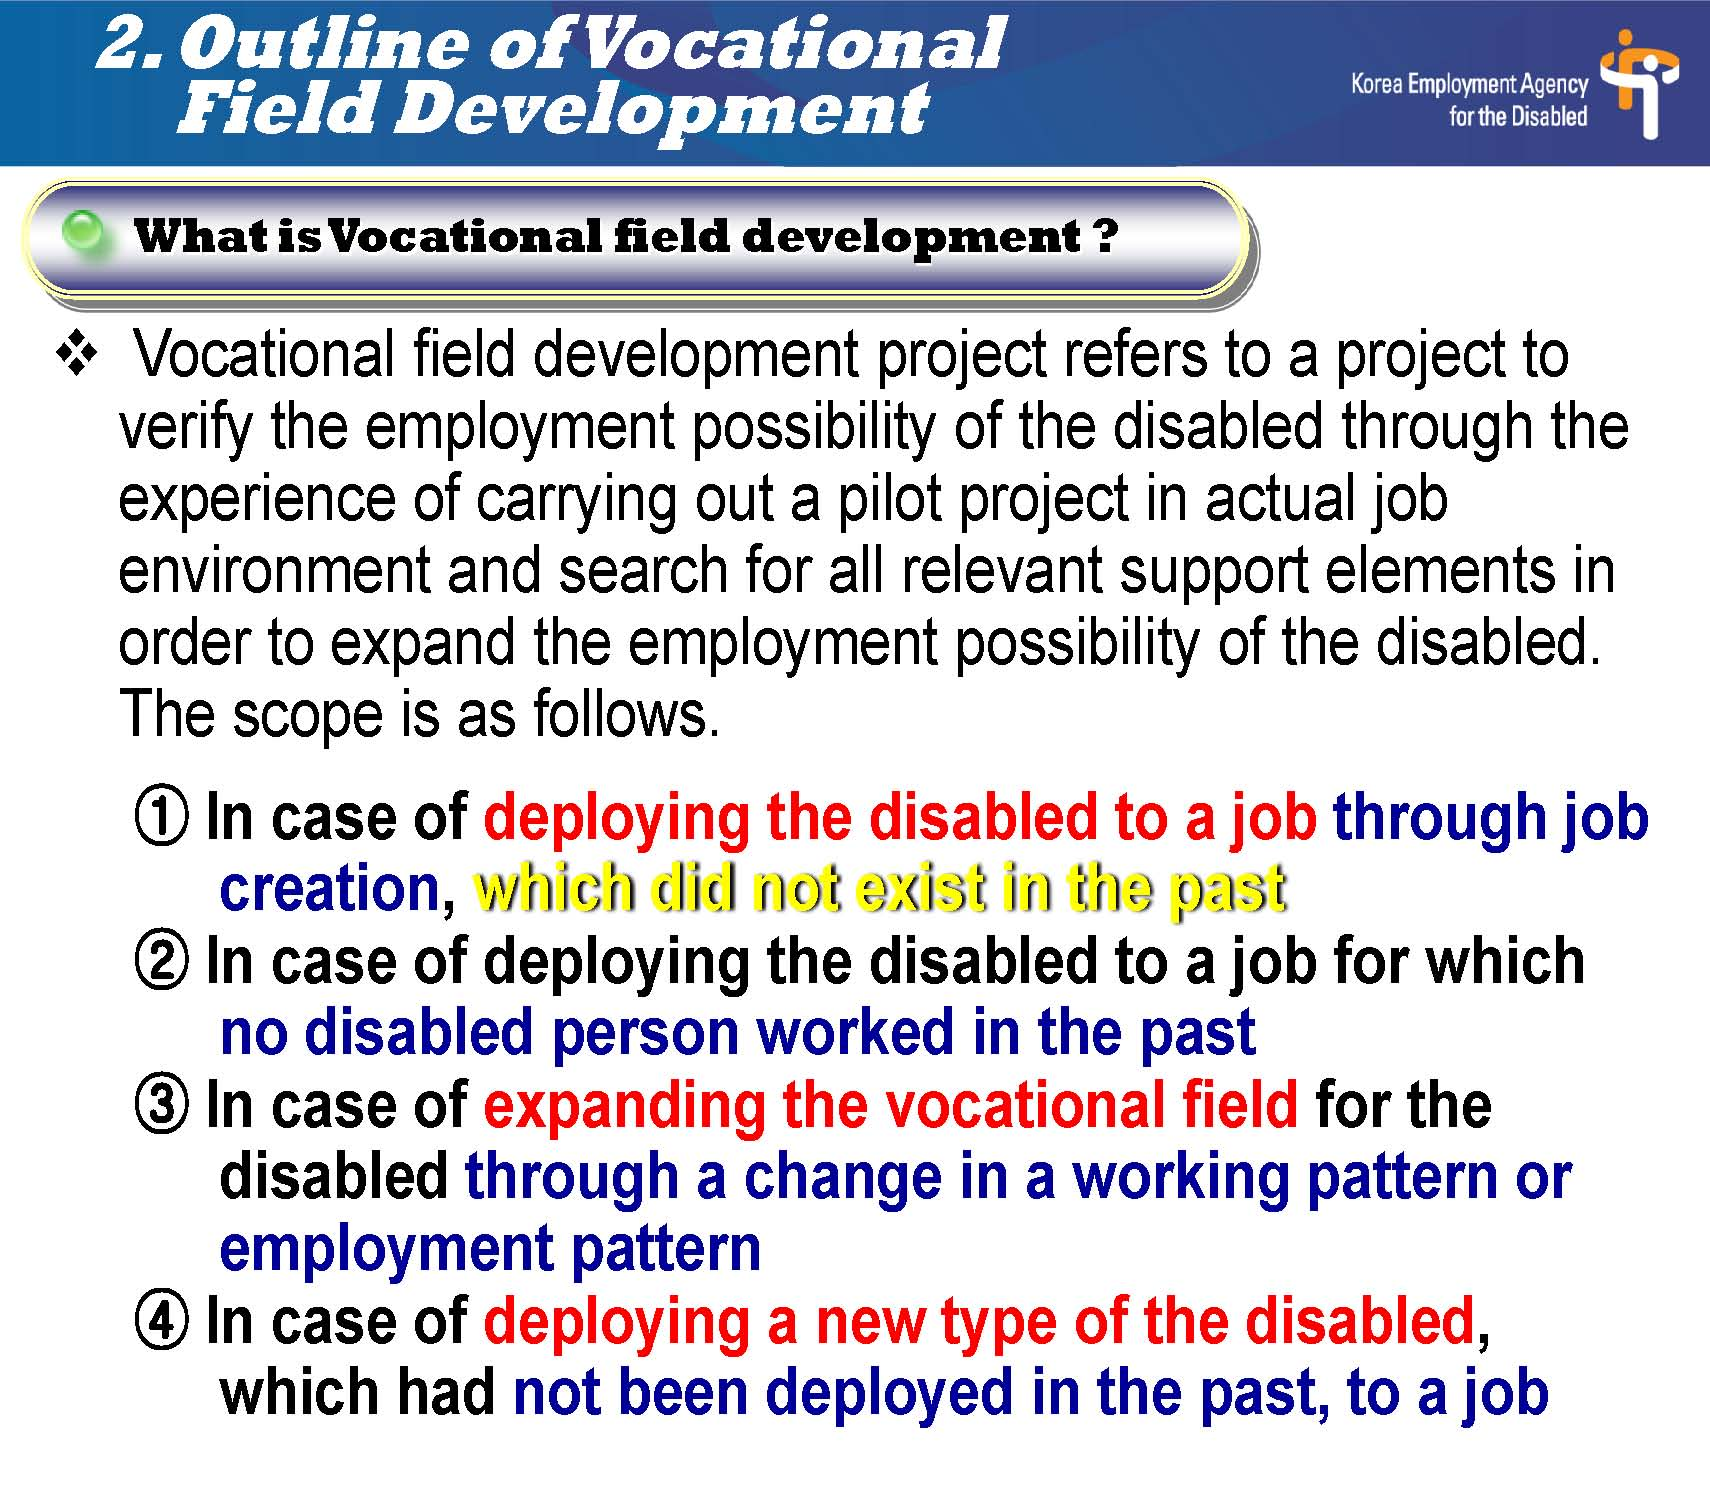 2. Outline of Vocational
Field Development
Korea Employment Agency
for the Disabled
What is Vocational field development ?
❖ Vocational field development project refers to a project to
verify the employment possibility of the disabled through the
experience of carrying out a pilot project in actual job
environment and search for all relevant support elements in
order to expand the employment possibility of the disabled.
The scope is as follows.
① In case of deploying the disabled to a job through job
creation, which did not exist in the past
② In case of deploying the disabled to a job for which
no disabled person worked in the past
③ In case of expanding the vocational field for the
disabled through a change in a working pattern or
employment pattern
④ In case of deploying a new type of the disabled,
which had not been deployed in the past, to a job